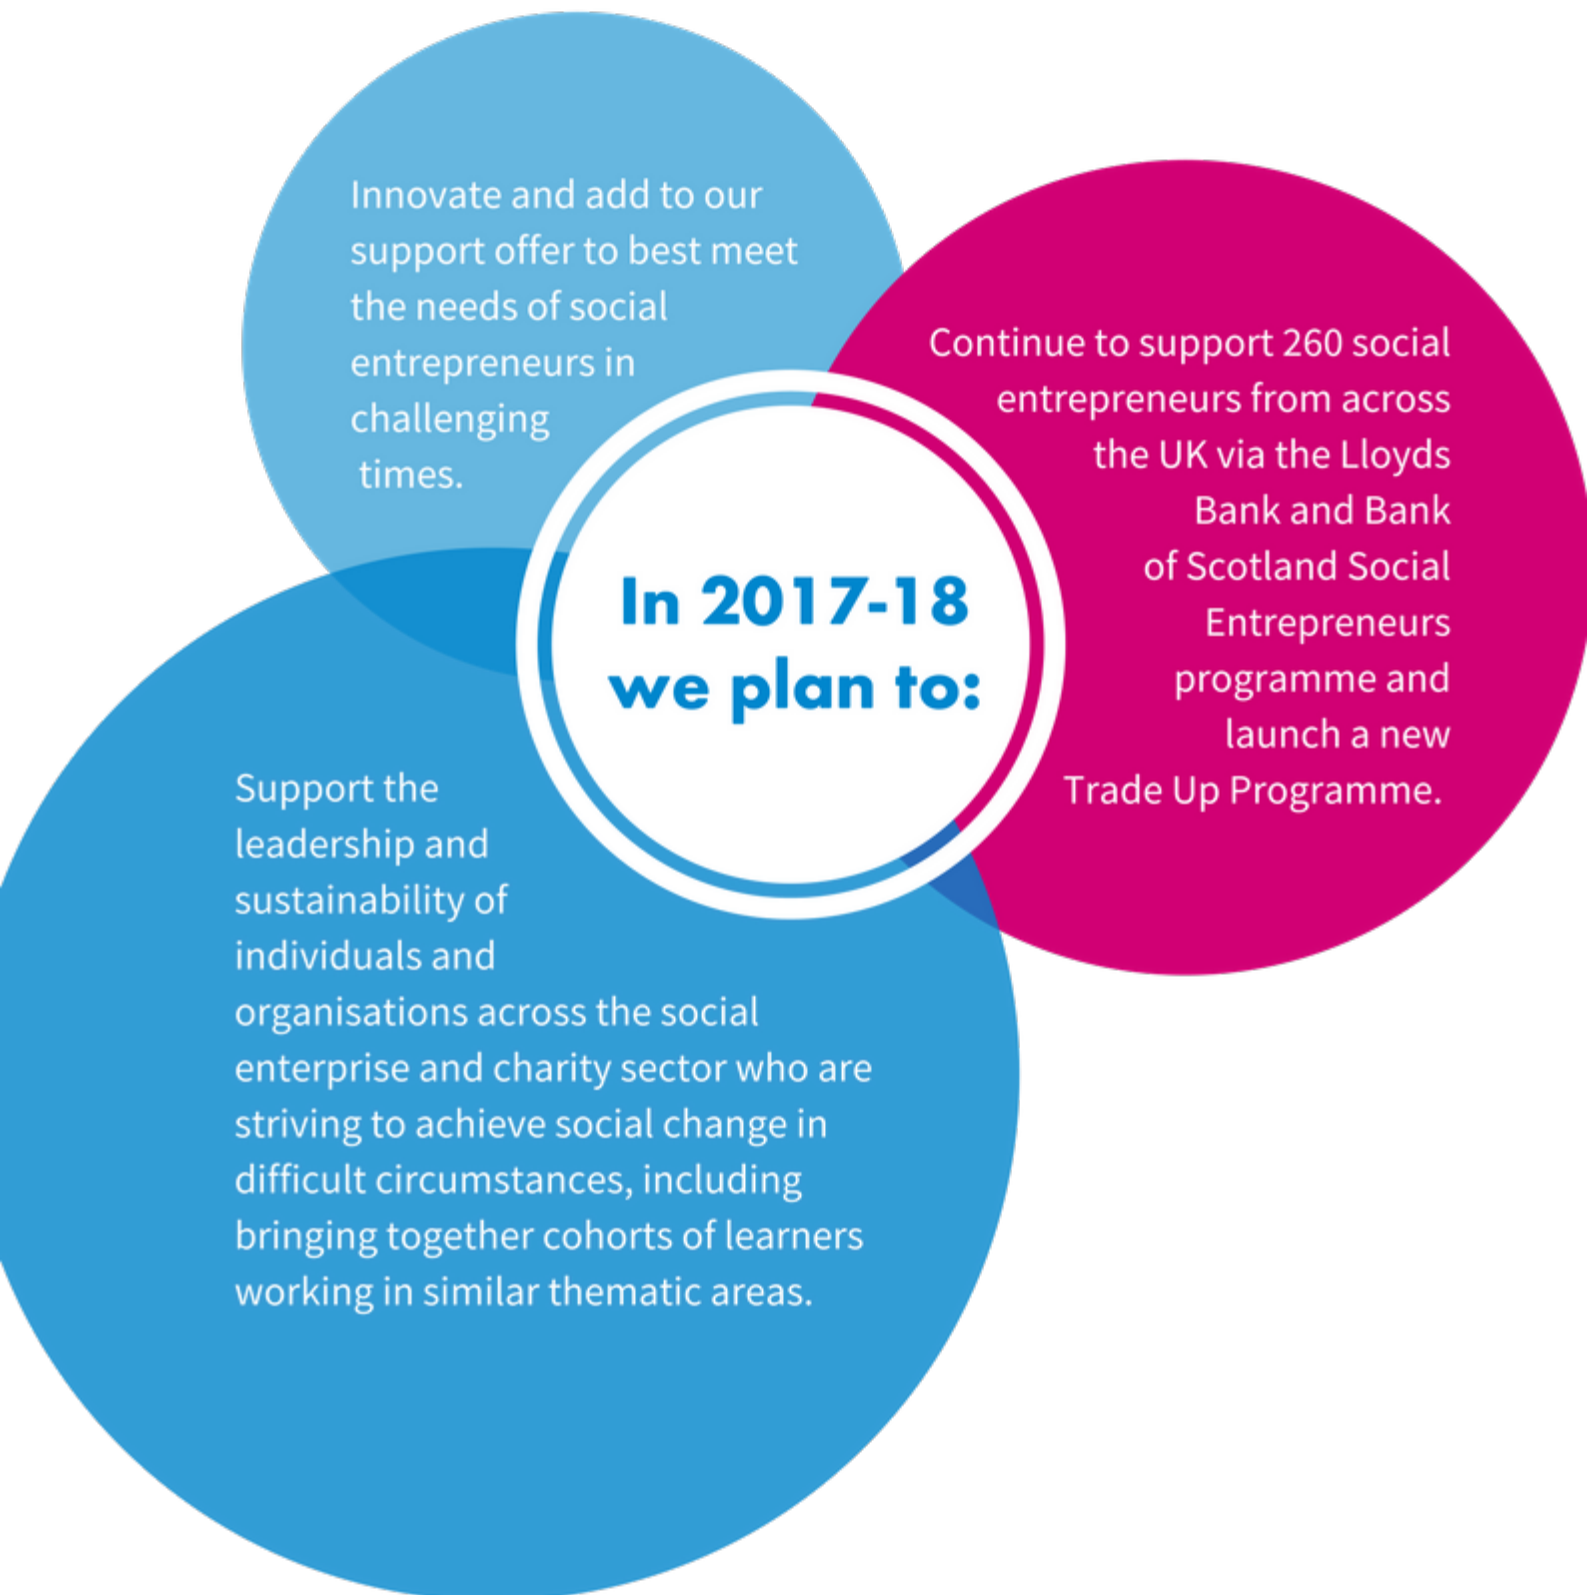 Innovate and add to our
support offer to best meet
the needs of social
entrepreneurs in
challenging
times.
Continue to support 260 social
entrepreneurs from across
the UK via the Lloyds
Bank and Bank
of Scotland Social
Entrepreneurs
programme and
launch a new
Trade Up Programme.
In 2017-18
we plan to:
Support the
leadership and
sustainability of
individuals and
organisations across the social
enterprise and charity sector who are
striving to achieve social change in
difficult circumstances, including
bringing together cohorts of learners
working in similar thematic areas.